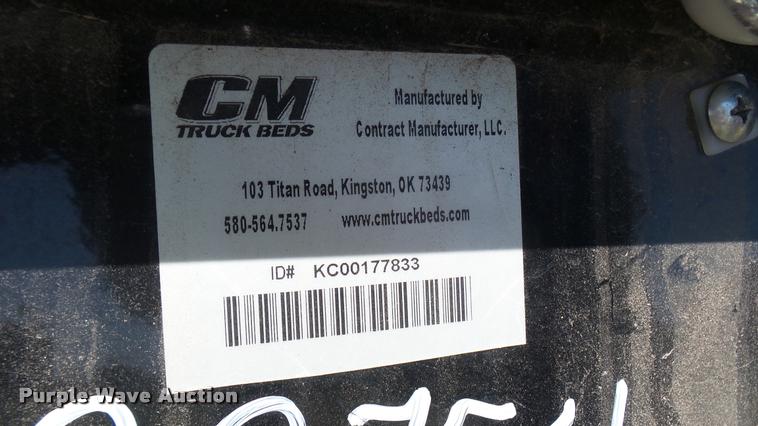 CM
TRUCK BEDS
Manufactured by
Contract Manufacturer, LLC.
103 Titan Road, Kingston, OK 73439
580-564.7537 www.cmtruckbeds.com
ID# KC00177833
Purple Wave Auction